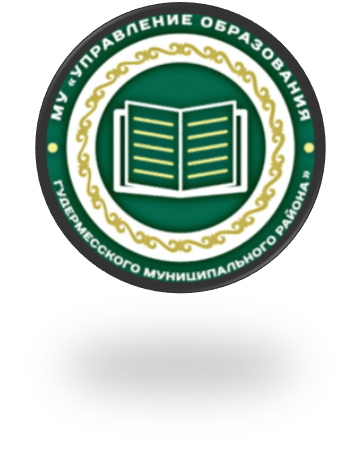 МУ «УПРАВЛЕНИЕ ОБРАЗОВАНИЯ
ГУДЕРМЕССКОГО МУНИЦИПАЛЬНОГО РАЙОНА»